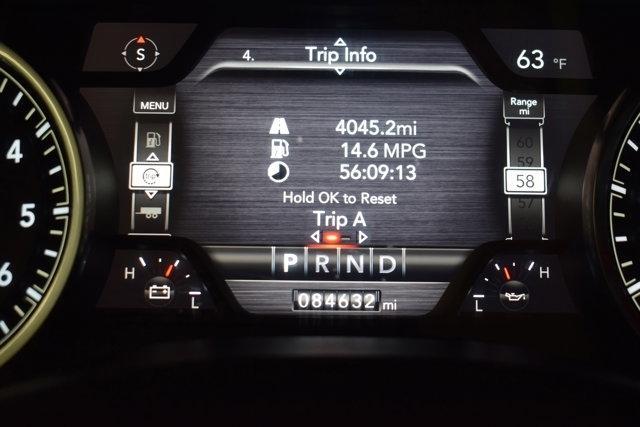 S
4. Trip Info
63 °F
MENU
Range
mi
4045.2mi
14.6 MPG
56:09:13
60
59
58
57
Trip
Hold OK to Reset
Trip A
P R N D
H L
L H
084632 mi
4
5
6